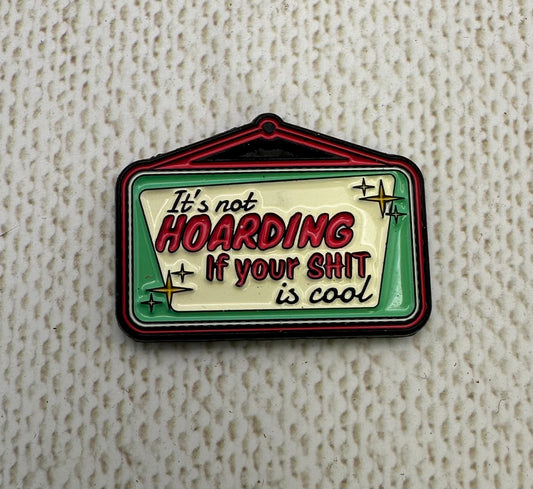 It's not
HOARDING
If your SHIT
is cool